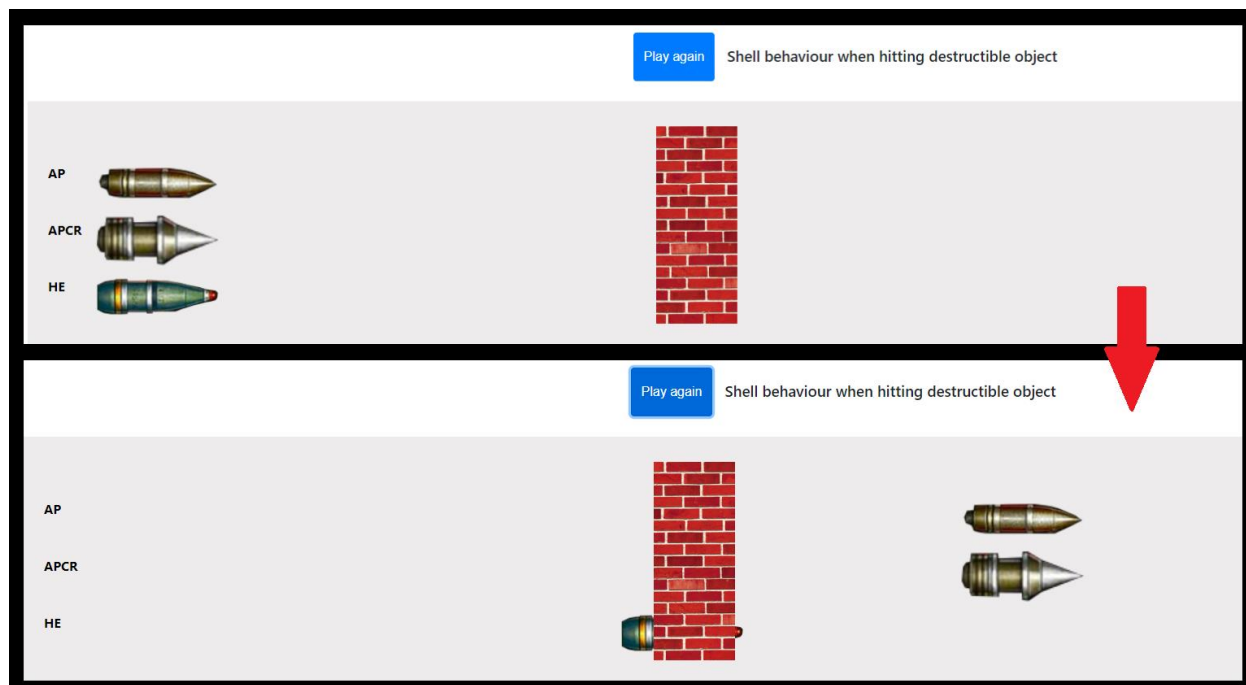 Play again Shell behaviour when hitting destructible object
AP
APCR
HE
Play again Shell behaviour when hitting destructible object
AP
APCR
HE